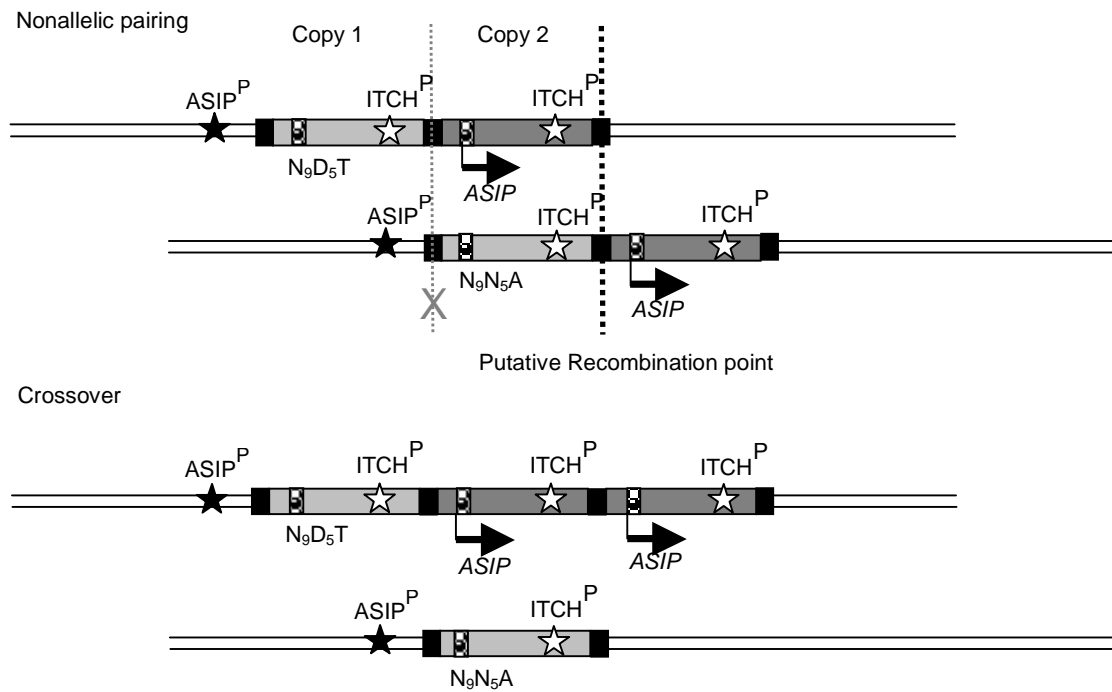 Nonallelic pairing
Copy 1 Copy 2
ASIP^P ITCH^P ITCH^P
N₉D₅T ASIP
ASIP^P ITCH^P ITCH^P
N₉N₅A ASIP
X
Putative Recombination point
Crossover
ASIP^P ITCH^P ITCH^P ITCH^P
N₉D₅T ASIP ASIP
ASIP^P ITCH^P
N₉N₅A